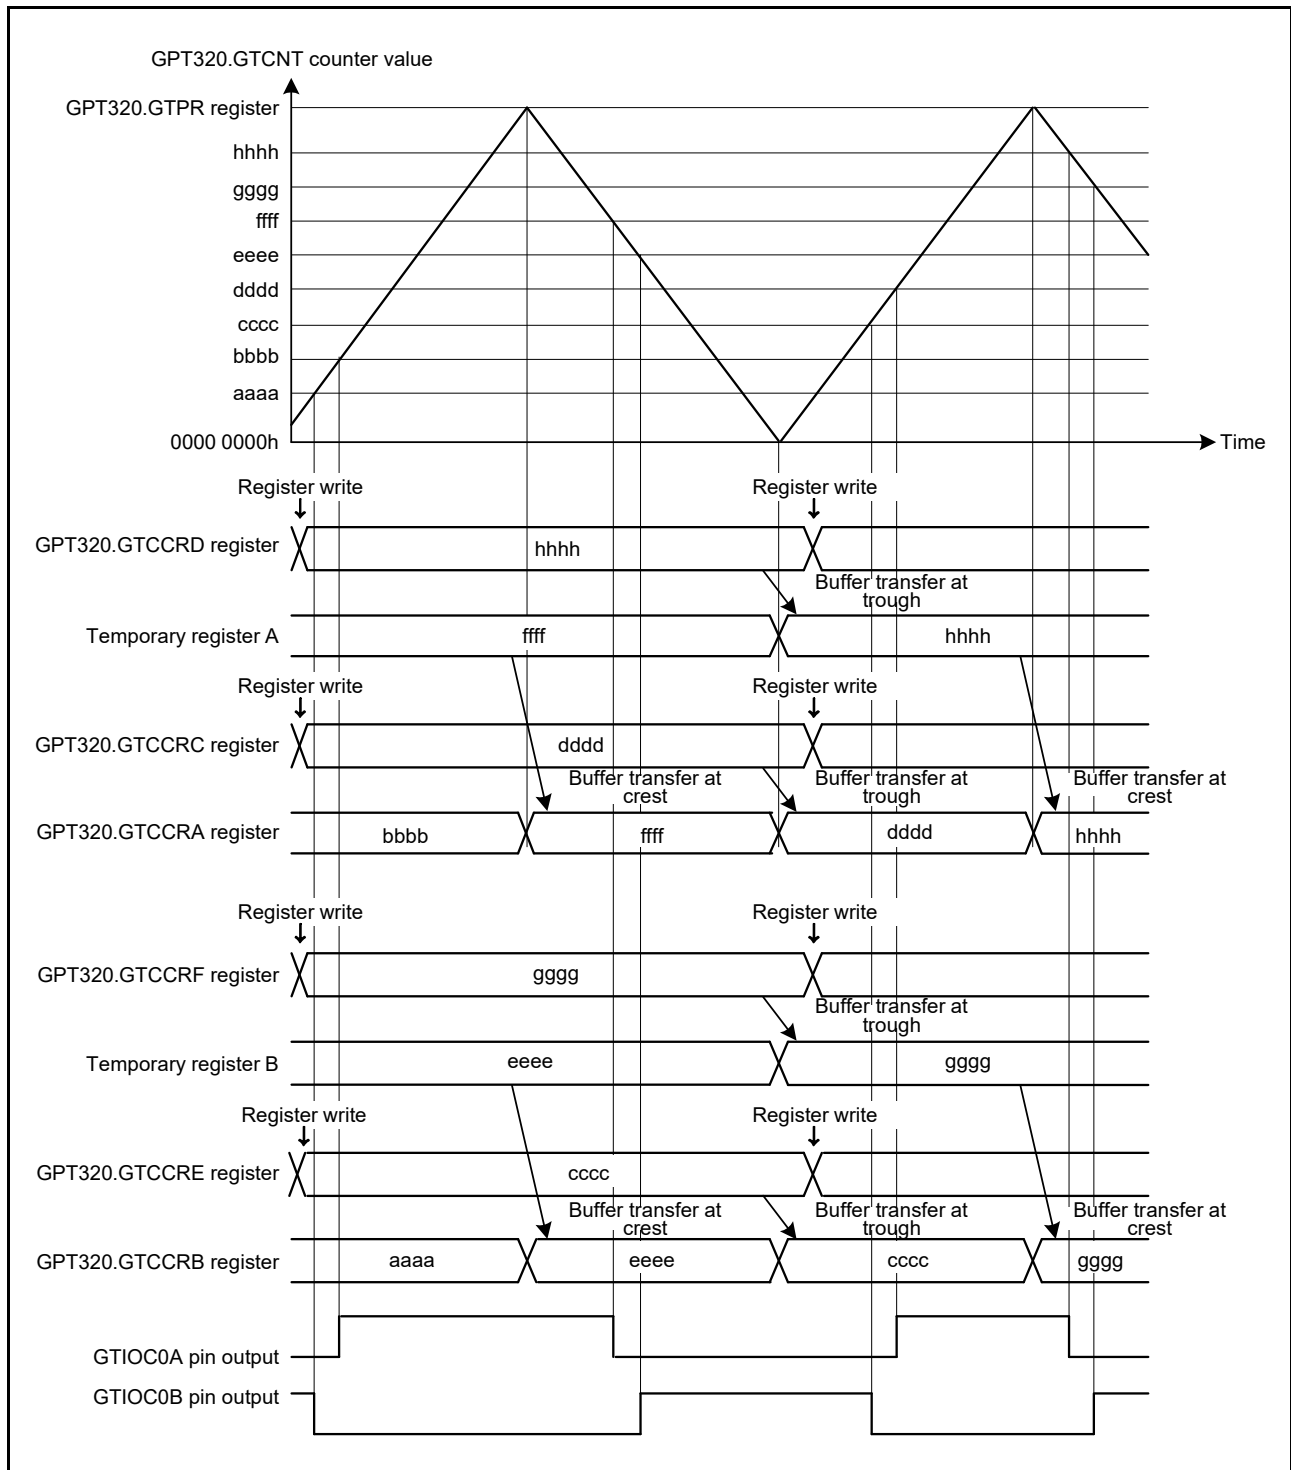 GPT320.GTCNT counter value
GPT320.GTPR register
hhhh
gggg
ffff
eeee
dddd
cccc
bbbb
aaaa
0000 0000h
Time
Register write
Register write
GPT320.GTCCRD register
hhhh
Buffer transfer at
trough
Temporary register A
ffff
hhhh
Register write
Register write
GPT320.GTCCRC register
dddd
Buffer transfer at
crest
Buffer transfer at
trough
Buffer transfer at
crest
GPT320.GTCCRA register
bbbb
ffff
dddd
hhhh
Register write
Register write
GPT320.GTCCRF register
gggg
Buffer transfer at
trough
Temporary register B
eeee
gggg
Register write
Register write
GPT320.GTCCRE register
cccc
Buffer transfer at
crest
Buffer transfer at
trough
Buffer transfer at
crest
GPT320.GTCCRB register
aaaa
eeee
cccc
gggg
GTIOC0A pin output
GTIOC0B pin output